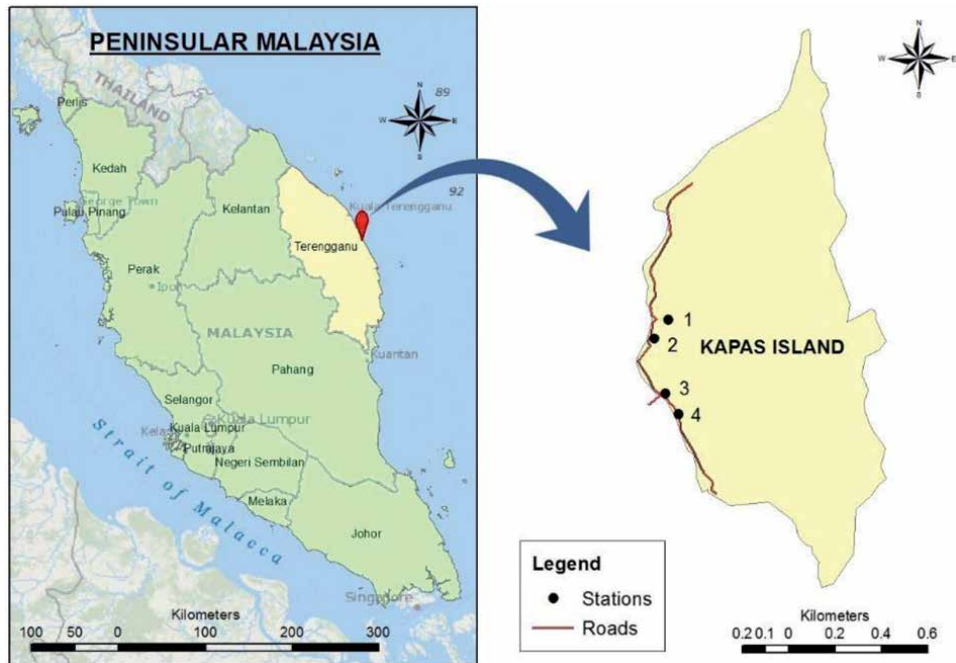 PENINSULAR MALAYSIA
THAILAND
N
W E
S
89
Perlis
Kedah
George Town
Pulau Pinang
Kelantan
92
Kuala Terengganu
Terengganu
Perak
Ipoh
MALAYSIA
Kuantan
Pahang
Selangor
Kuala Lumpur
Kuala Lumpur
Putrajaya
Negeri Sembilan
Melaka
Johor
Strait of Malacca
Singapore
Kilometers
100 50 0 100 200 300
N
W E
S
1
2
KAPAS ISLAND
3
4
Legend
Stations
Roads
Kilometers
0.2 0.1 0 0.2 0.4 0.6